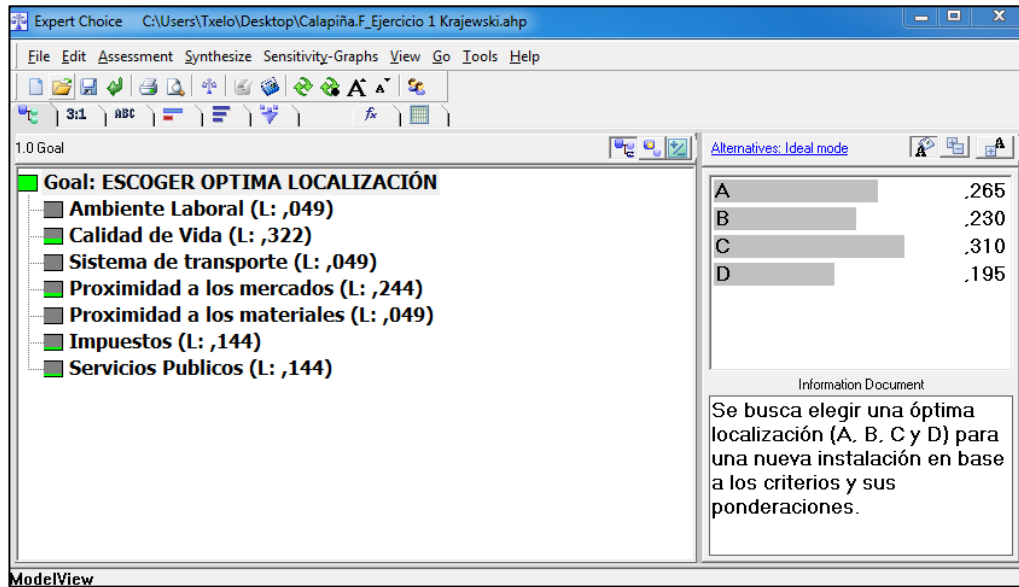 Expert Choice C:\Users\Txelo\Desktop\Calapiña.F_Ejercicio 1 Krajewski.ahp
File Edit Assessment Synthesize Sensitivity-Graphs View Go Tools Help
3:1 ABC fx
1.0 Goal
Goal: ESCOGER OPTIMA LOCALIZACIÓN
Ambiente Laboral (L: ,049)
Calidad de Vida (L: ,322)
Sistema de transporte (L: ,049)
Proximidad a los mercados (L: ,244)
Proximidad a los materiales (L: ,049)
Impuestos (L: ,144)
Servicios Publicos (L: ,144)
Alternatives: Ideal mode
A ,265
B ,230
C ,310
D ,195
Information Document
Se busca elegir una óptima
localización (A, B, C y D) para
una nueva instalación en base
a los criterios y sus
ponderaciones.
ModelView